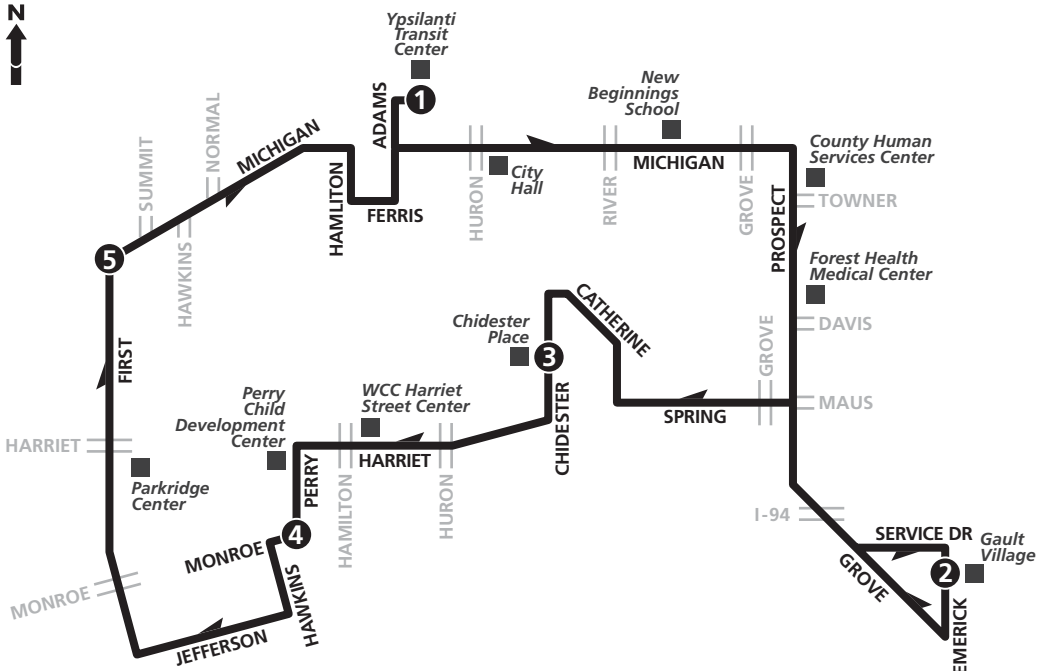 N
Ypsilanti
Transit
Center
1
ADAMS
New
Beginnings
School
MICHIGAN
NORMAL
SUMMIT
HAWKINS
HAMLITON
FERRIS
HURON
City
Hall
RIVER
MICHIGAN
GROVE
County Human
Services Center
TOWNER
PROSPECT
Forest Health
Medical Center
DAVIS
GROVE
MAUS
SPRING
CATHERINE
Chidester
Place
3
CHIDESTER
5
FIRST
HARRIET
Parkridge
Center
Perry
Child
Development
Center
WCC Harriet
Street Center
HARRIET
PERRY
HAMILTON
HURON
4
MONROE
HAWKINS
MONROE
JEFFERSON
I-94
SERVICE DR
Gault
Village
2
GROVE
EMERICK